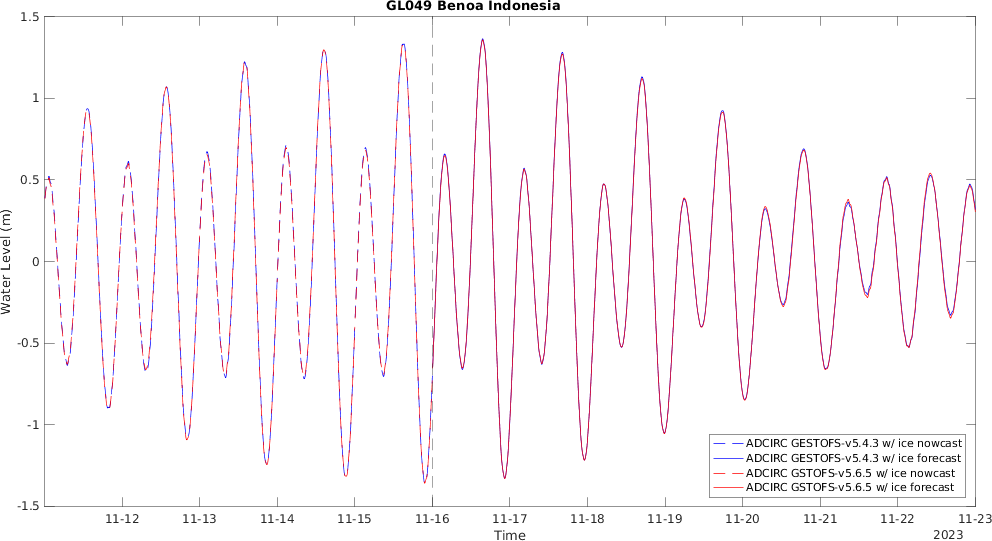 GL049 Benoa Indonesia
1.5
1
0.5
0
-0.5
-1
-1.5
Water Level (m)
ADCIRC GESTOFS-v5.4.3 w/ ice nowcast
ADCIRC GESTOFS-v5.4.3 w/ ice forecast
ADCIRC GSTOFS-v5.6.5 w/ ice nowcast
ADCIRC GSTOFS-v5.6.5 w/ ice forecast
11-12 11-13 11-14 11-15 11-16 11-17 11-18 11-19 11-20 11-21 11-22 11-23
Time
2023